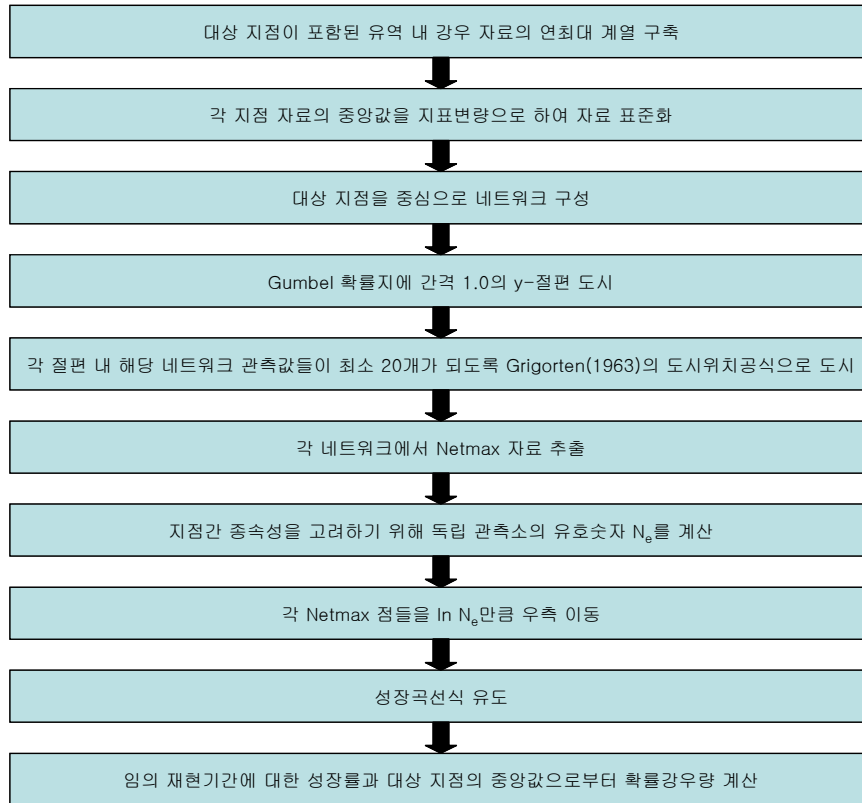 대상 지점이 포함된 유역 내 강우 자료의 연최대 계열 구축
각 지점 자료의 중앙값을 지표변량으로 하여 자료 표준화
대상 지점을 중심으로 네트워크 구성
Gumbel 확률지에 간격 1.0의 y-절편 도시
각 절편 내 해당 네트워크 관측값들이 최소 20개가 되도록 Grigorten(1963)의 도시위치공식으로 도시
각 네트워크에서 Netmax 자료 추출
지점간 종속성을 고려하기 위해 독립 관측소의 유호숫자 Nₑ를 계산
각 Netmax 점들을 ln Nₑ만큼 우측 이동
성장곡선식 유도
임의 재현기간에 대한 성장률과 대상 지점의 중앙값으로부터 확률강우량 계산